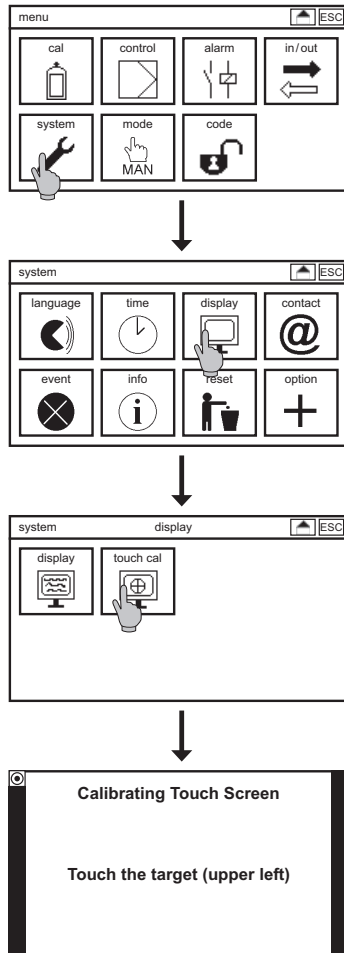 menu ESC
cal control alarm in/out
system mode code
MAN
system ESC
language time display contact
@
event info reset option
i
system display ESC
display touch cal
Calibrating Touch Screen
Touch the target (upper left)